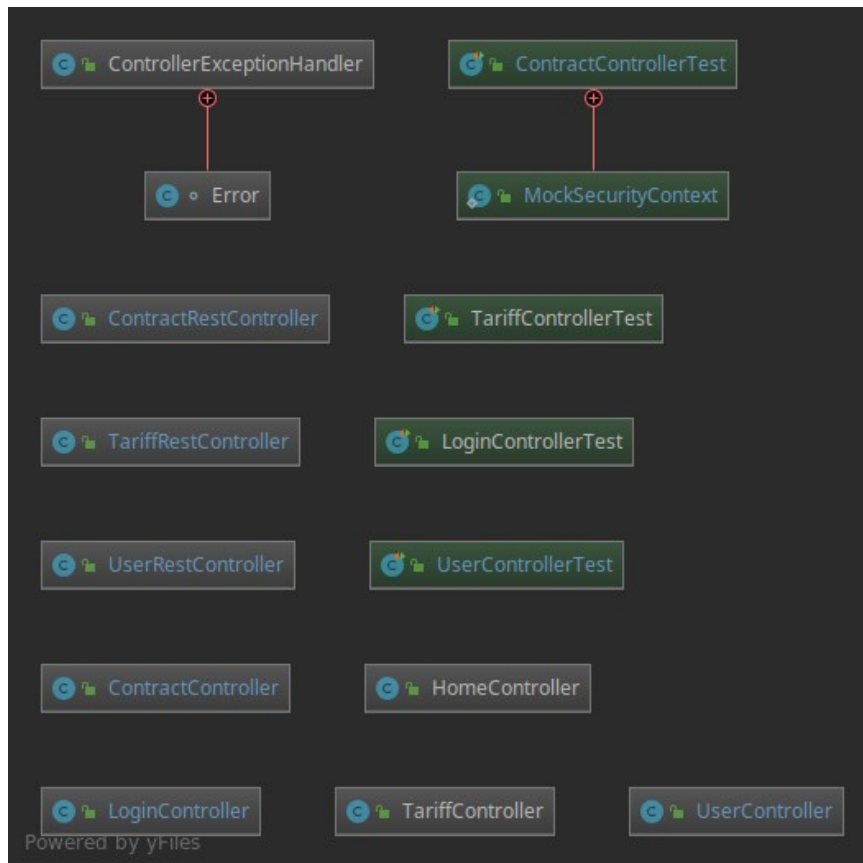 ControllerExceptionHandler
ContractControllerTest
Error
MockSecurityContext
ContractRestController
TariffControllerTest
TariffRestController
LoginControllerTest
UserRestController
UserControllerTest
ContractController
HomeController
LoginController
TariffController
UserController
Powered by yFiles